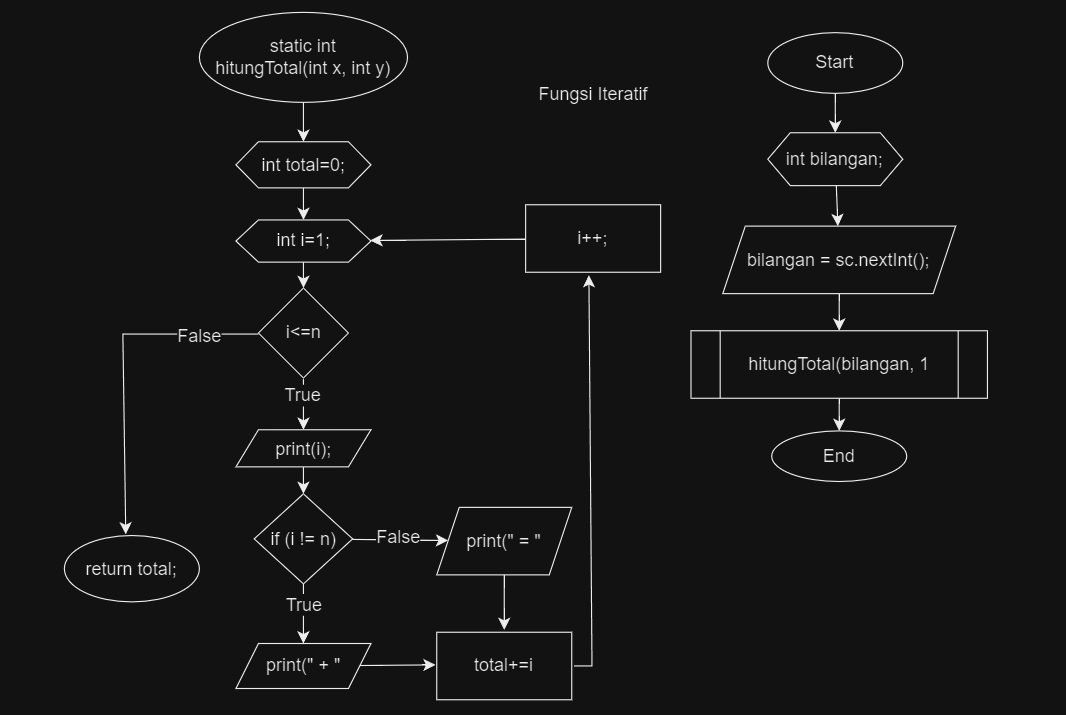 static int
hitungTotal(int x, int y)
int total=0;
int i=1;
i<=n
False
True
print(i);
if (i != n)
False
True
print(" + "
print(" = "
total+=i
i++;
return total;
Fungsi Iteratif
Start
int bilangan;
bilangan = sc.nextInt();
hitungTotal(bilangan, 1
End